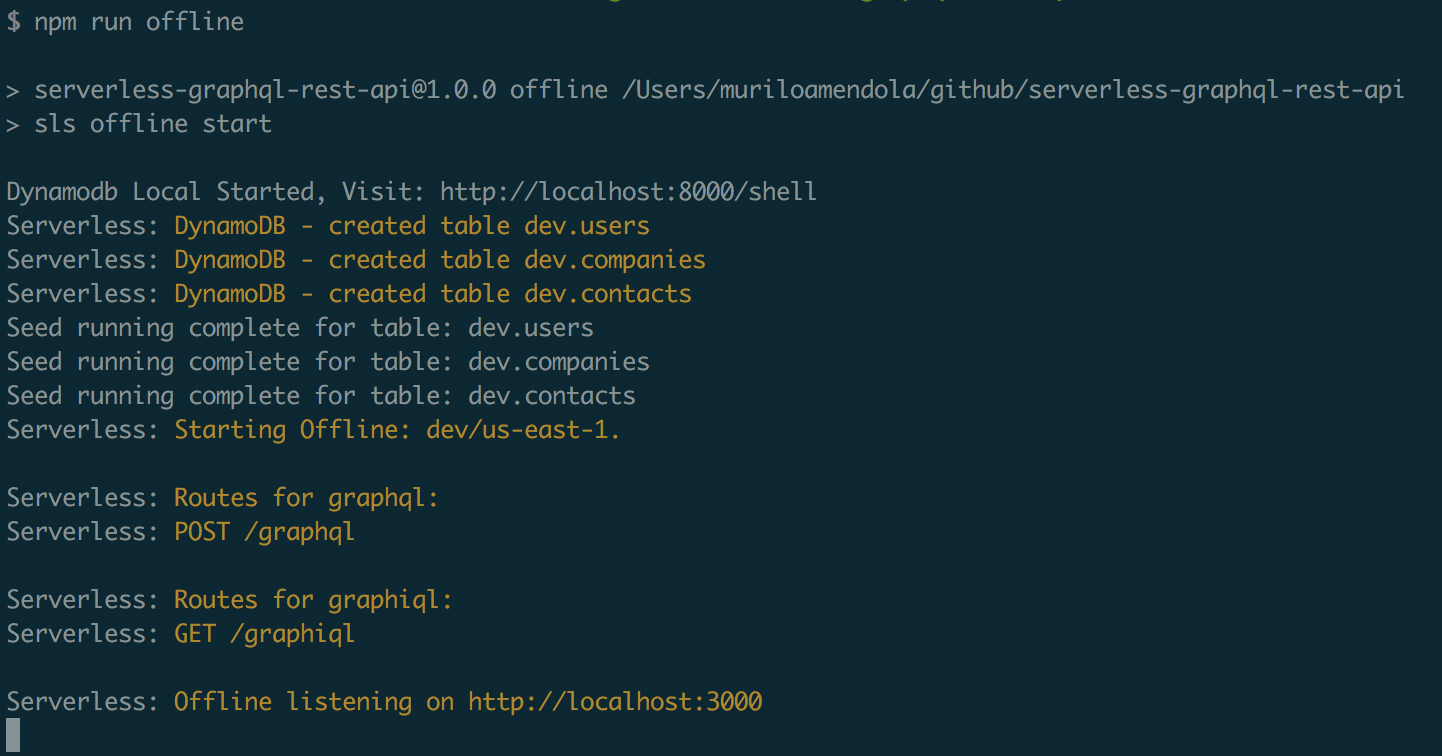 $ npm run offline
> serverless-graphql-rest-api@1.0.0 offline /Users/muriloamendola/github/serverless-graphql-rest-api
> sls offline start
Dynamodb Local Started, Visit: http://localhost:8000/shell
Serverless: DynamoDB - created table dev.users
Serverless: DynamoDB - created table dev.companies
Serverless: DynamoDB - created table dev.contacts
Seed running complete for table: dev.users
Seed running complete for table: dev.companies
Seed running complete for table: dev.contacts
Serverless: Starting Offline: dev/us-east-1.
Serverless: Routes for graphql:
Serverless: POST /graphql
Serverless: Routes for graphiql:
Serverless: GET /graphiql
Serverless: Offline listening on http://localhost:3000